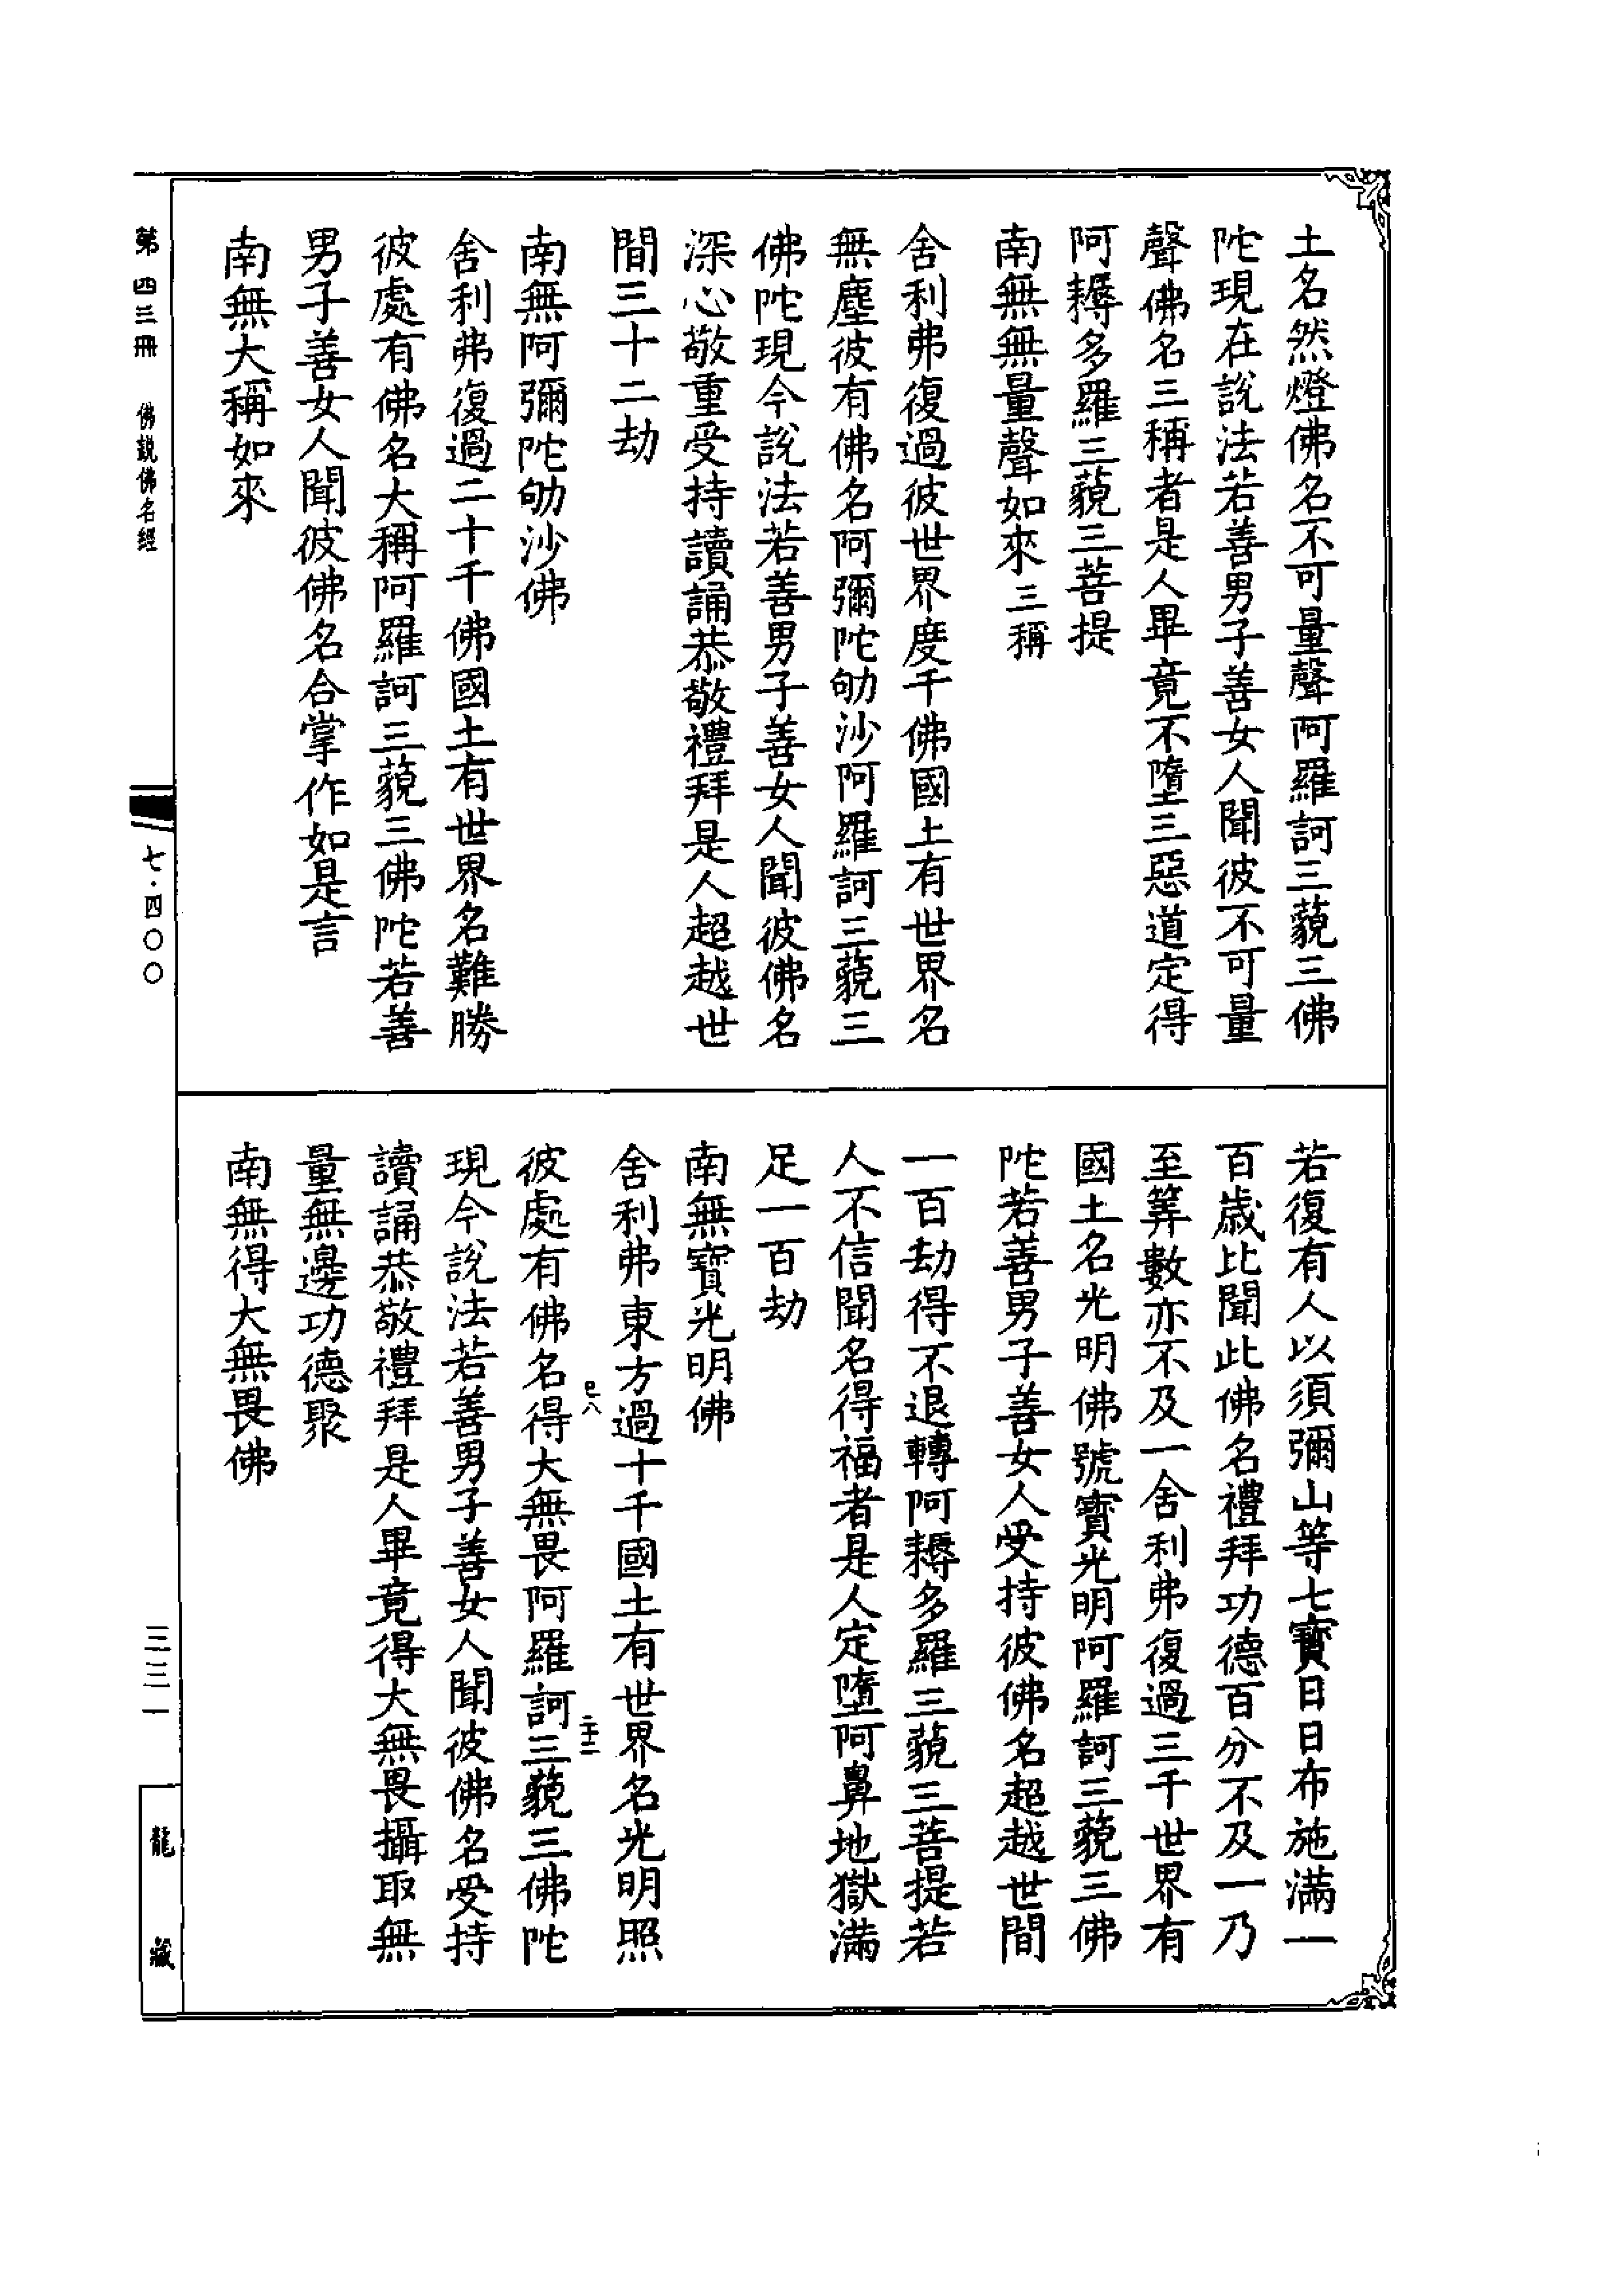 土名然燈佛名不可量聲阿羅訶三藐三佛
陀現在說法若善男子善女人聞彼不可量
聲佛名三稱者是人畢竟不墮三惡道定得
阿耨多羅三藐三菩提
南無無量聲如來三稱
舍利弗復過彼世界度千佛國土有世界名
無塵彼有佛名阿彌陀劬沙阿羅訶三藐三
佛陀現今說法若善男子善女人聞彼佛名
深心敬重受持讀誦恭敬禮拜是人超越世
間三十二劫
南無阿彌陀劬沙佛
舍利弗復過二十千佛國土有世界名難勝
彼處有佛名大稱阿羅訶三藐三佛陀若善
男子善女人聞彼佛名合掌作如是言
南無大稱如來
若復有人以須彌山等七寶日日布施滿一
百歲比聞此佛名禮拜功德百分不及一乃
至筭數亦不及一舍利弗復過三千世界有
國土名光明佛號寶光明阿羅訶三藐三佛
陀若善男子善女人受持彼佛名超越世間
一百劫得不退轉阿耨多羅三藐三菩提若
人不信聞名得福者是人定墮阿鼻地獄滿
足一百劫
南無寶光明佛
舍利弗東方過十千國土有世界名光明照
彼處有佛名得大無畏阿羅訶三藐三佛陀
現今說法若善男子善女人聞彼佛名受持
讀誦恭敬禮拜是人畢竟得大無畏攝取無
量無邊功德聚
南無得大無畏佛
第四三冊 佛説佛名經
七·四〇〇
三三一
龍藏